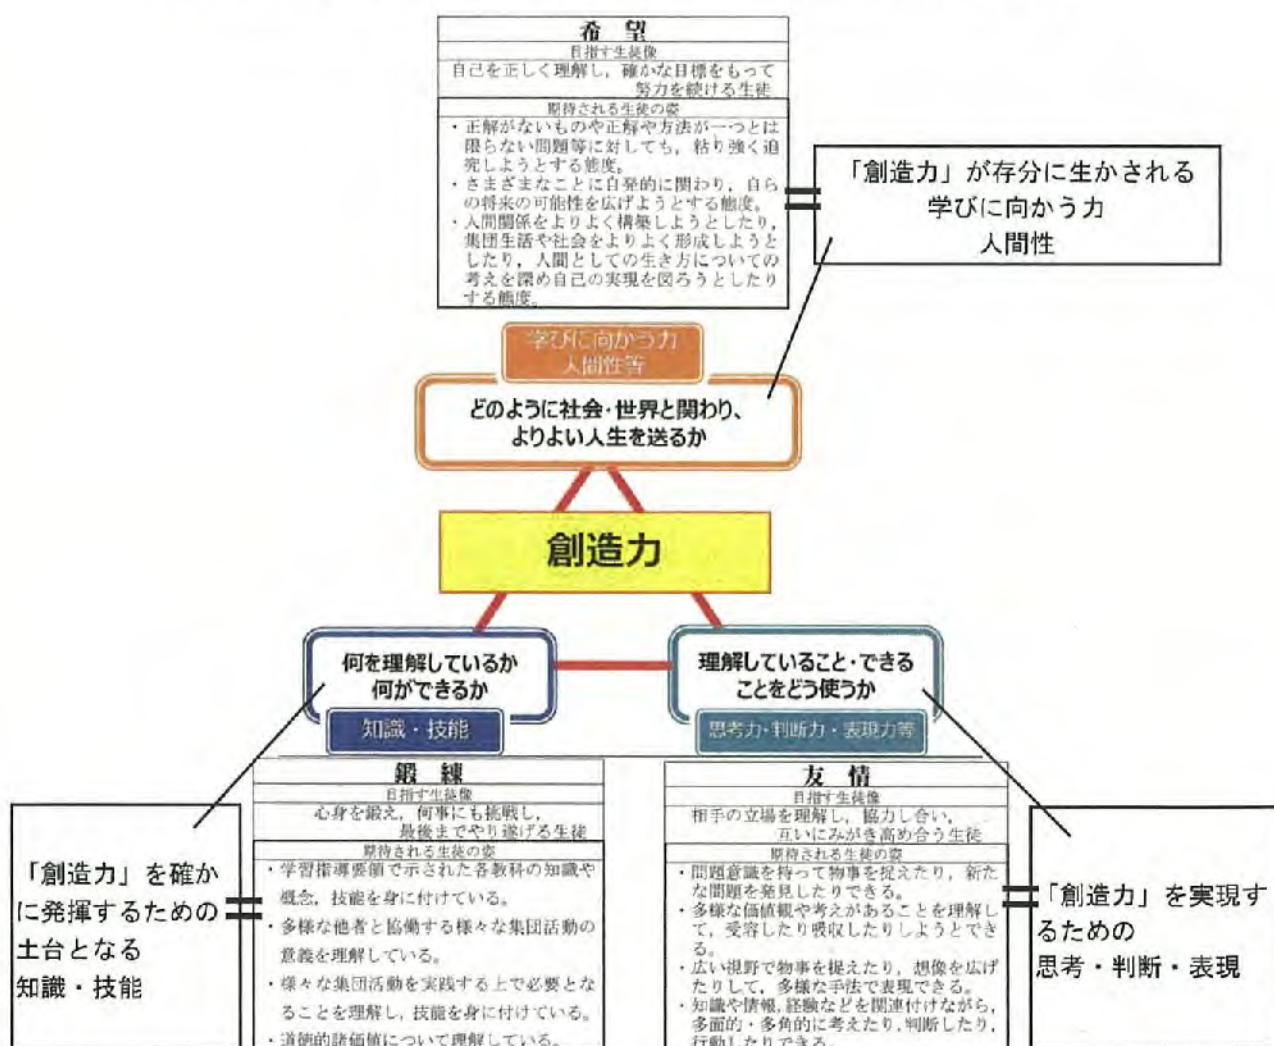 希 望
目指す生徒像
自己を正しく理解し，確かな目標をもって
努力を続ける生徒
期待される生徒の姿
・正解がないものや正解や方法が一つとは
限らない問題等に対しても，粘り強く追
究しようとする態度。
・さまざまなことに自発的に関わり，自ら
の将来の可能性を広げようとする態度。
・人間関係をよりよく構築しようとしたり，
集団生活や社会をよりよく形成しようと
したり，人間としての生き方についての
考えを深め自己の実現を図ろうとしたり
する態度。
「創造力」が存分に生かされる
学びに向かう力
人間性
学びに向かう力
人間性等
どのように社会・世界と関わり、
よりよい人生を送るか
創造力
何を理解しているか
何ができるか
知識・技能
理解していること・できる
ことをどう使うか
思考力・判断力・表現力等
「創造力」を確か
に発揮するための
土台となる
知識・技能
鍛 練
目指す生徒像
心身を鍛え，何事にも挑戦し，
最後までやり遂げる生徒
期待される生徒の姿
・学習指導要領で示された各教科の知識や
概念，技能を身に付けている。
・多様な他者と協働する様々な集団活動の
意義を理解している。
・様々な集団活動を実践する上で必要とな
ることを理解し，技能を身に付けている。
・道徳的諸価値について理解している。
友 情
目指す生徒像
相手の立場を理解し，協力し合い，
互いにみがき高め合う生徒
期待される生徒の姿
・問題意識を持って物事を捉えたり，新た
な問題を発見したりできる。
・多様な価値観や考えがあることを理解し
て，受容したり吸収したりしようとでき
る。
・広い視野で物事を捉えたり，想像を広げ
たりして，多様な手法で表現できる。
・知識や情報，経験などを関連付けながら，
多面的・多角的に考えたり，判断したり，
行動したりできる。
「創造力」を実現す
るための
思考・判断・表現